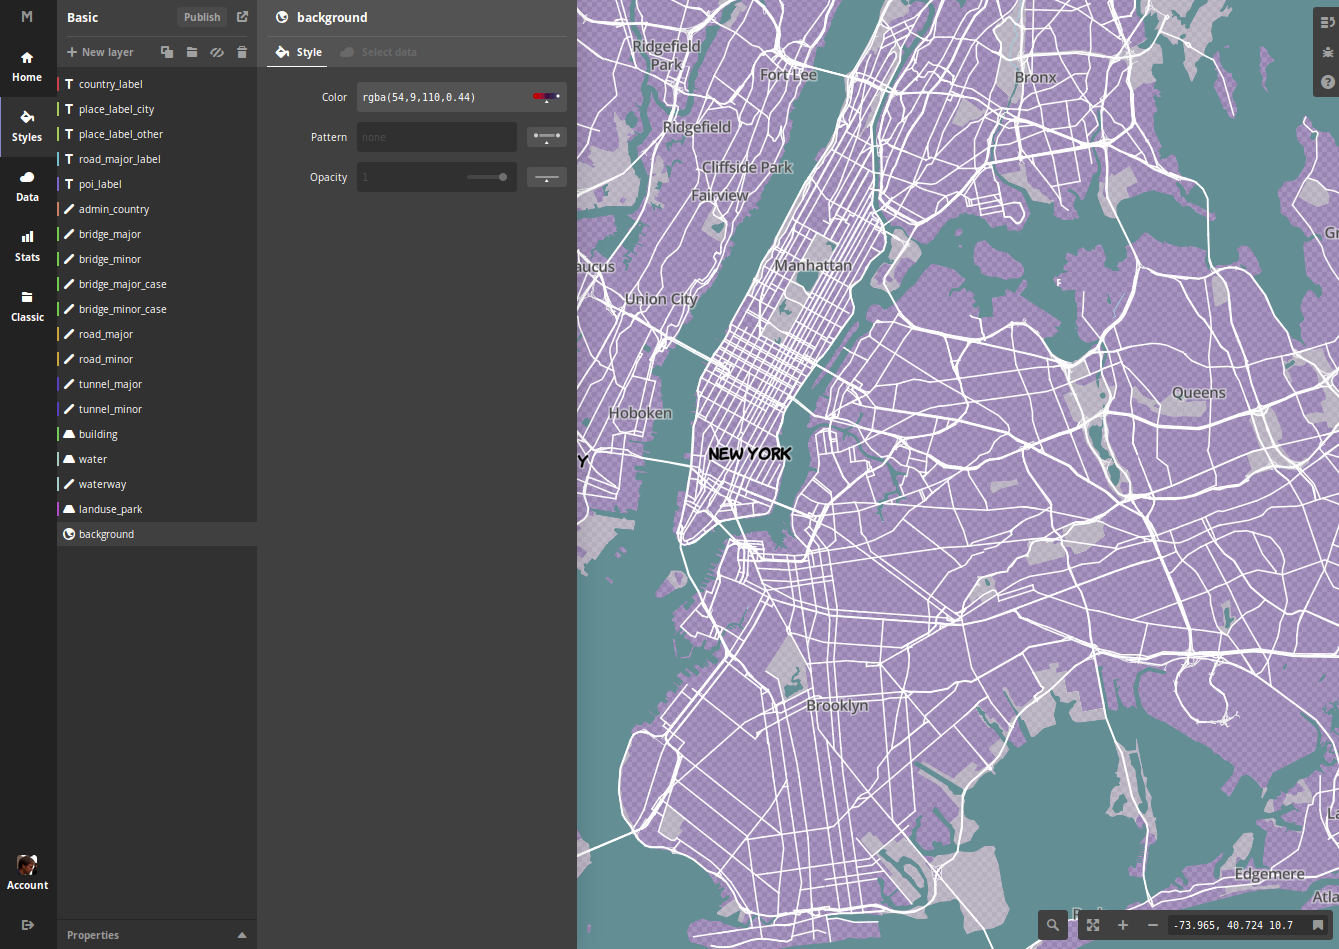 M
Home
Styles
Data
Stats
Classic
Account
Basic
Publish
New layer
country_label
place_label_city
place_label_other
road_major_label
poi_label
admin_country
bridge_major
bridge_minor
bridge_major_case
bridge_minor_case
road_major
road_minor
tunnel_major
tunnel_minor
building
water
waterway
landuse_park
background
Properties
background
Style
Select data
Color
rgba(54,9,110,0.44)
Pattern
none
Opacity
1
Ridgefield
Park
Fort Lee
Bronx
Ridgefield
Cliffside Park
Fairview
Gr
aucus
Manhattan
F
Union City
Queens
Hoboken
NEW YORK
Y
Brooklyn
La
Edgemere
Atla
-73.965, 40.724 10.7